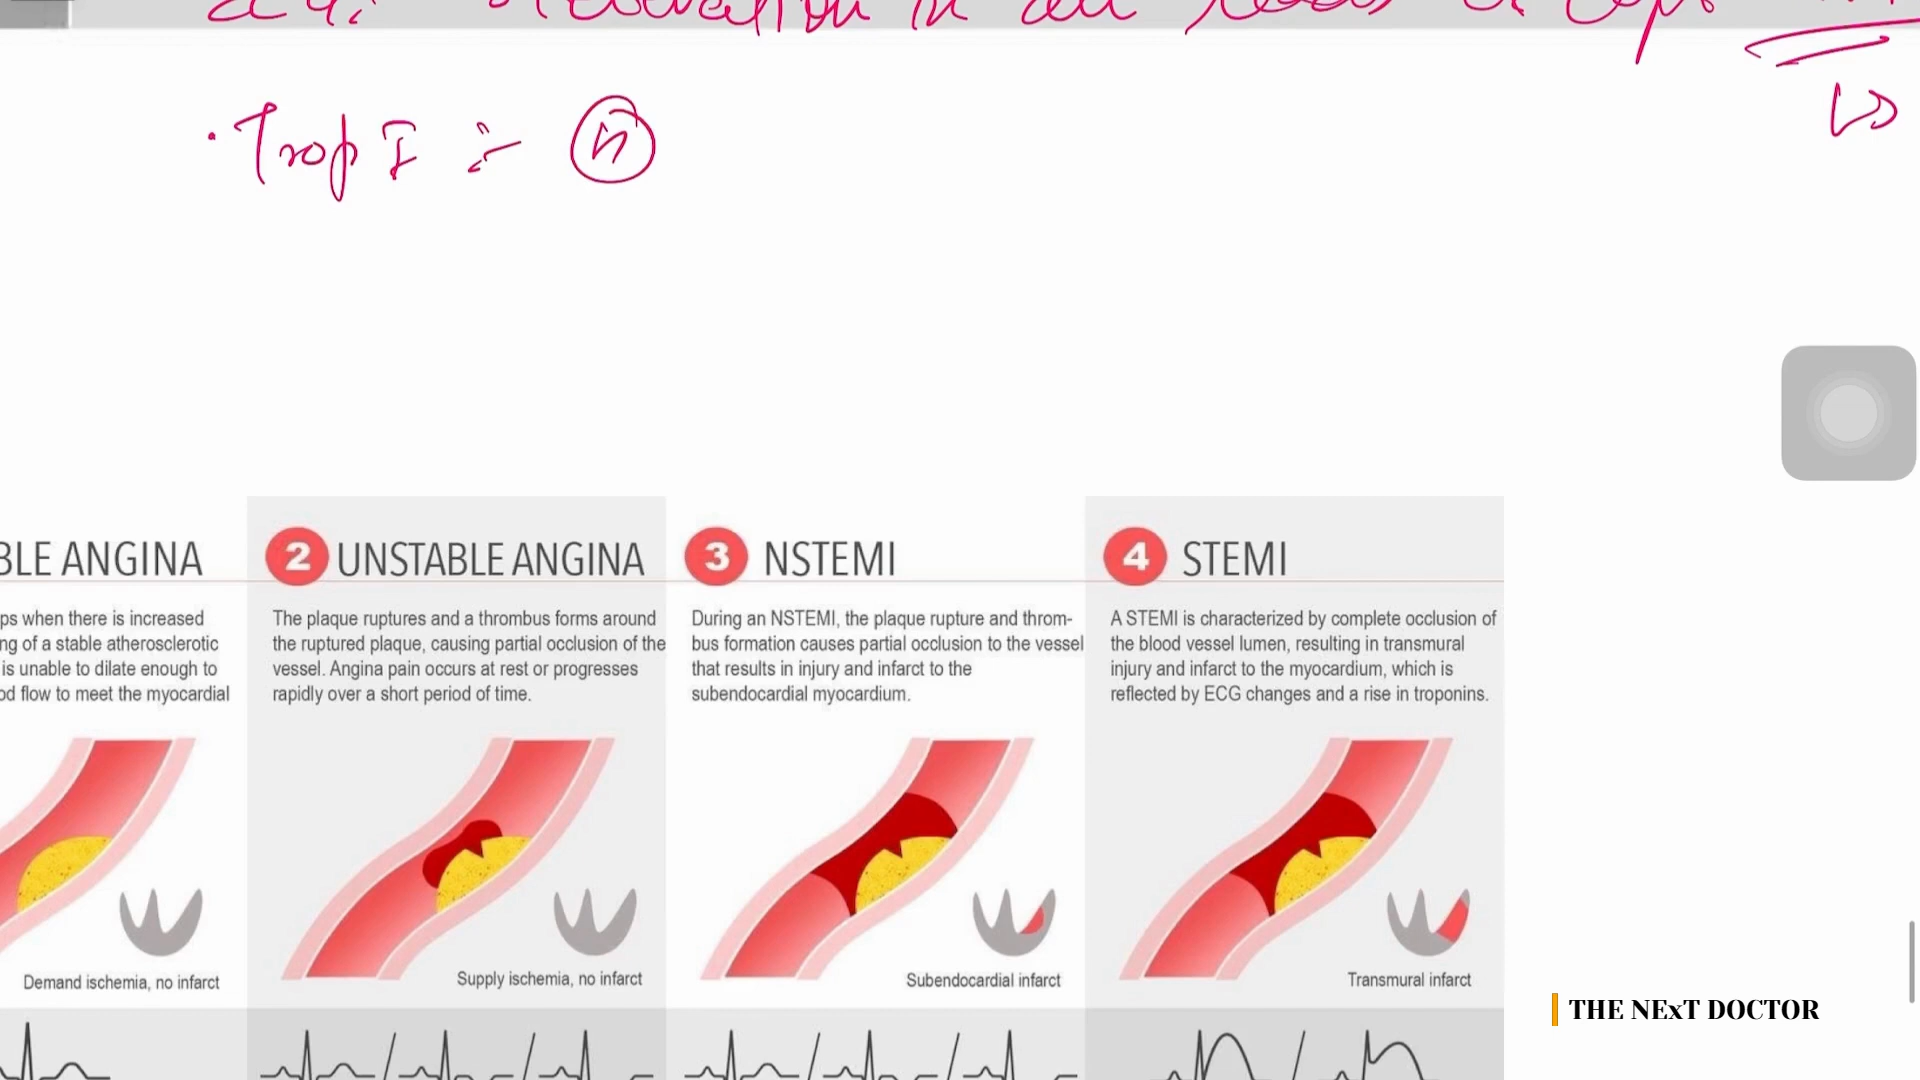 in all leads except
• Trop I :- N
BLE ANGINA
ps when there is increased
ng of a stable atherosclerotic
is unable to dilate enough to
od flow to meet the myocardial
Demand ischemia, no infarct
2 UNSTABLE ANGINA
The plaque ruptures and a thrombus forms around
the ruptured plaque, causing partial occlusion of the
vessel. Angina pain occurs at rest or progresses
rapidly over a short period of time.
Supply ischemia, no infarct
3 NSTEMI
During an NSTEMI, the plaque rupture and throm-
bus formation causes partial occlusion to the vessel
that results in injury and infarct to the
subendocardial myocardium.
Subendocardial infarct
4 STEMI
A STEMI is characterized by complete occlusion of
the blood vessel lumen, resulting in transmural
injury and infarct to the myocardium, which is
reflected by ECG changes and a rise in troponins.
Transmural infarct
THE NExT DOCTOR